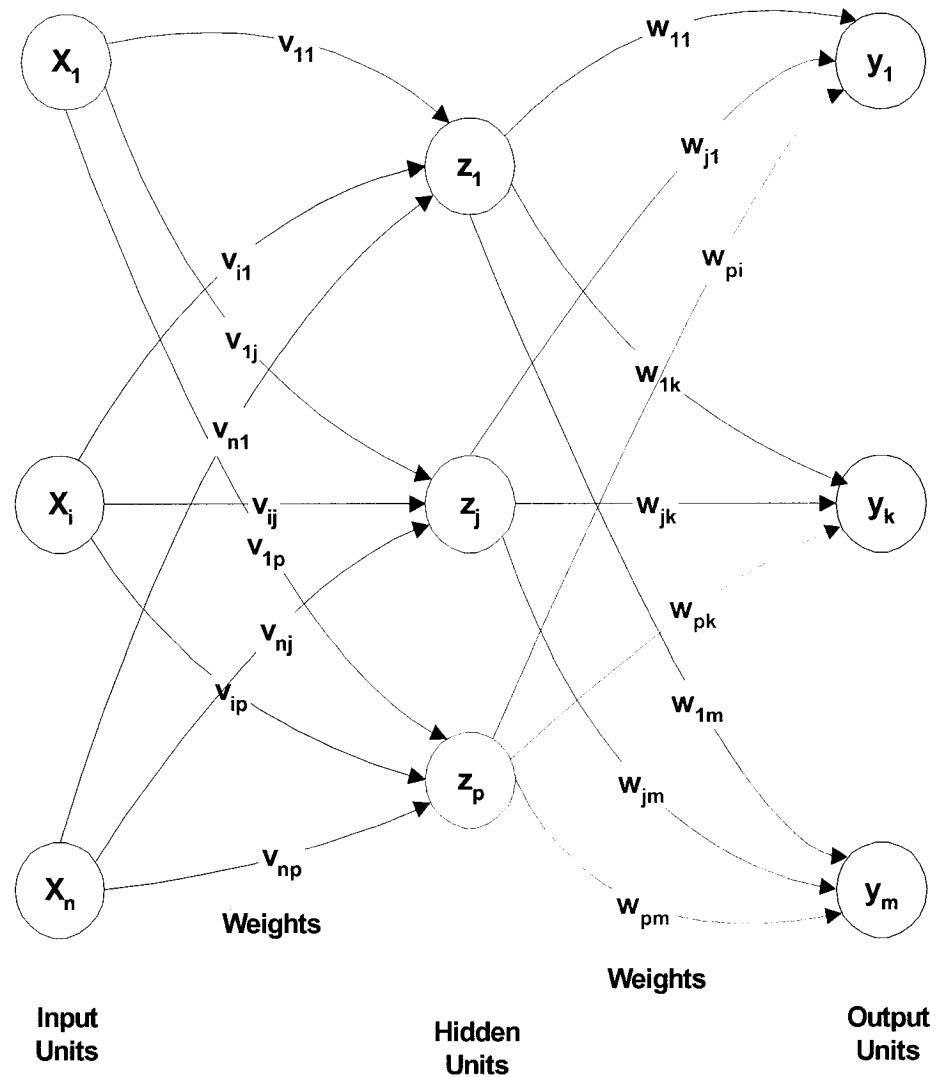 X1
v11
w11
y1
z1
wj1
vi1
wpi
v1j
w1k
vn1
Xi
vij
zj
wjk
yk
v1p
wpk
vnj
vip
w1m
zp
wjm
vnp
Xn
ym
wpm
Weights
Weights
Input
Units
Hidden
Units
Output
Units